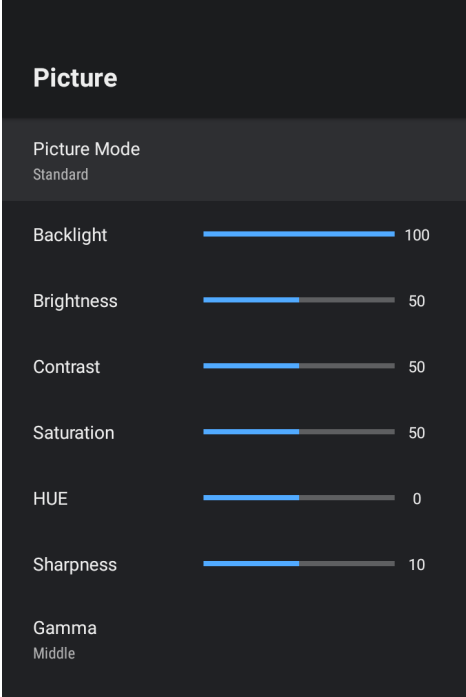 Picture
Picture Mode
Standard
Backlight 100
Brightness 50
Contrast 50
Saturation 50
HUE 0
Sharpness 10
Gamma
Middle